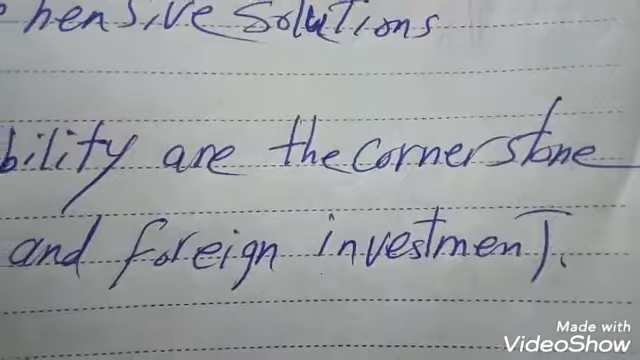 hensive Solutions
bility are the cornerstone
and foreign investment.
Made with
VideoShow